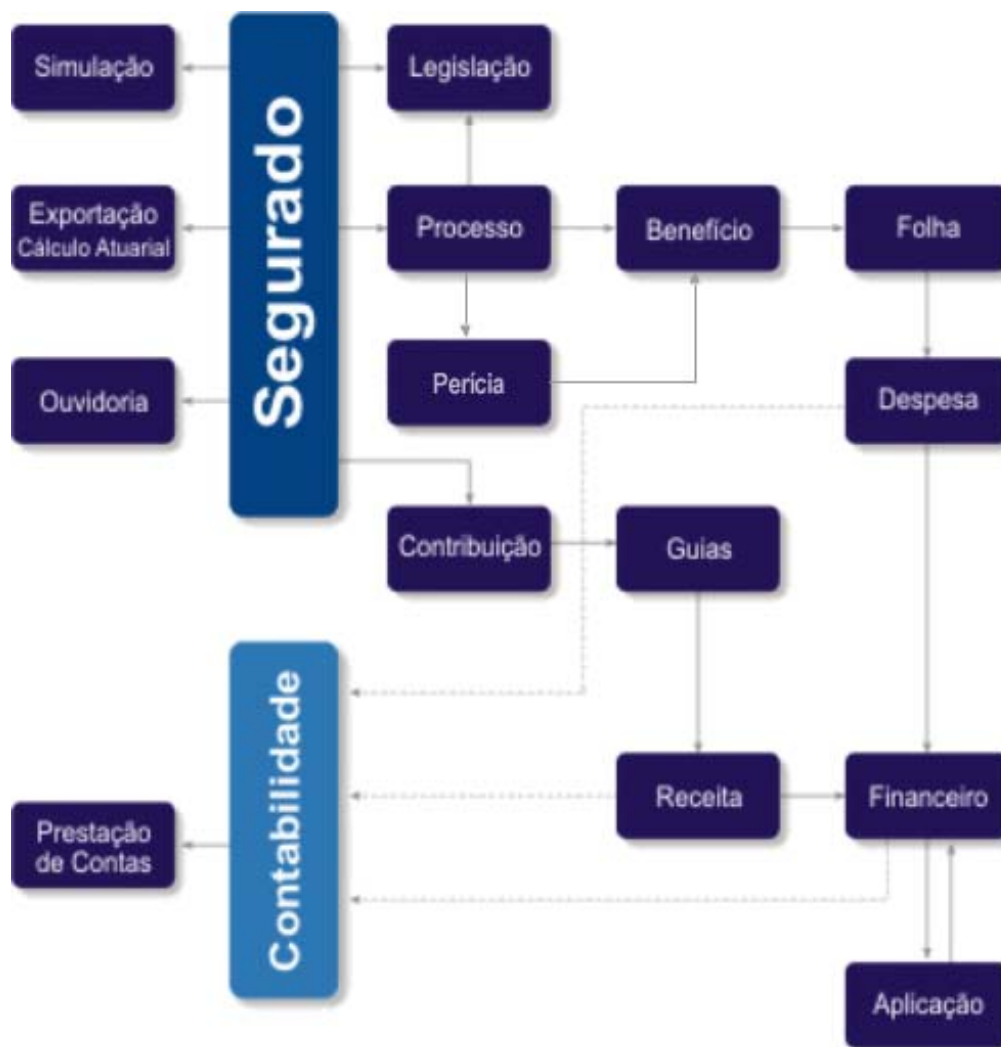 Simulação
Segurado
Legislação
Exportação
Cálculo Atuarial
Processo
Benefício
Folha
Ouvidoria
Perícia
Despesa
Contribuição
Guias
Contabilidade
Receita
Financeiro
Prestação
de Contas
Aplicação